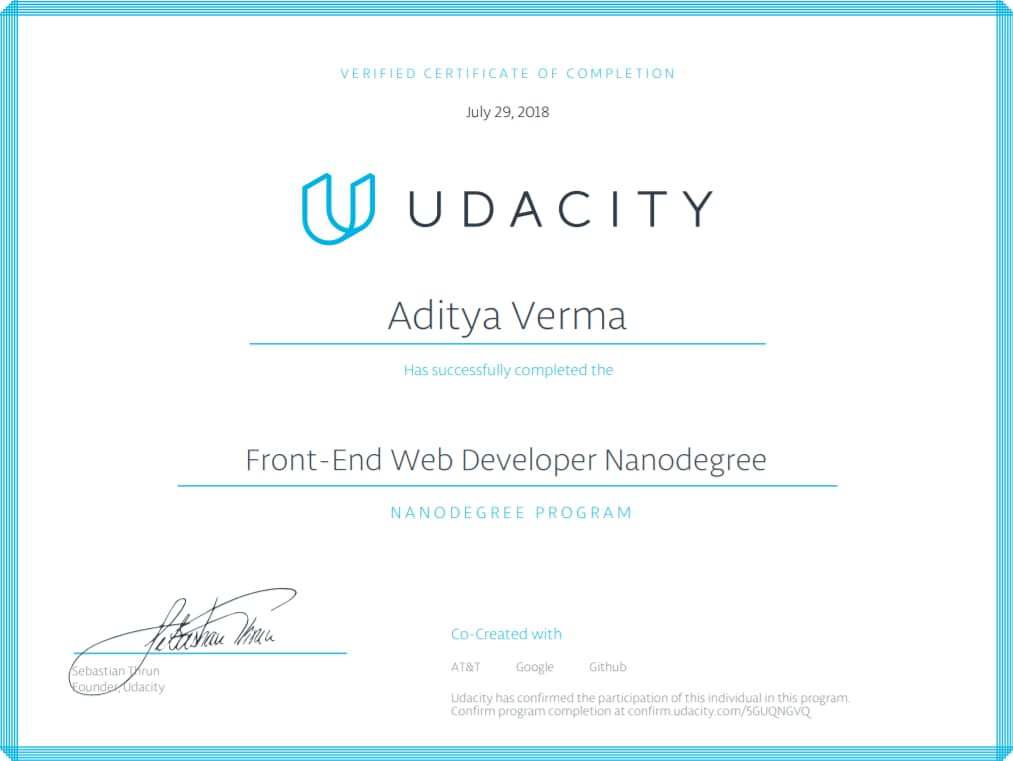 VERIFIED CERTIFICATE OF COMPLETION
July 29, 2018
UDACITY
Aditya Verma
Has successfully completed the
Front-End Web Developer Nanodegree
NANODEGREE PROGRAM
Sebastian Thrun
Sebastian Thrun
Founder, Udacity
Co-Created with
AT&T Google Github
Udacity has confirmed the participation of this individual in this program.
Confirm program completion at confirm.udacity.com/5GUQNGVQ